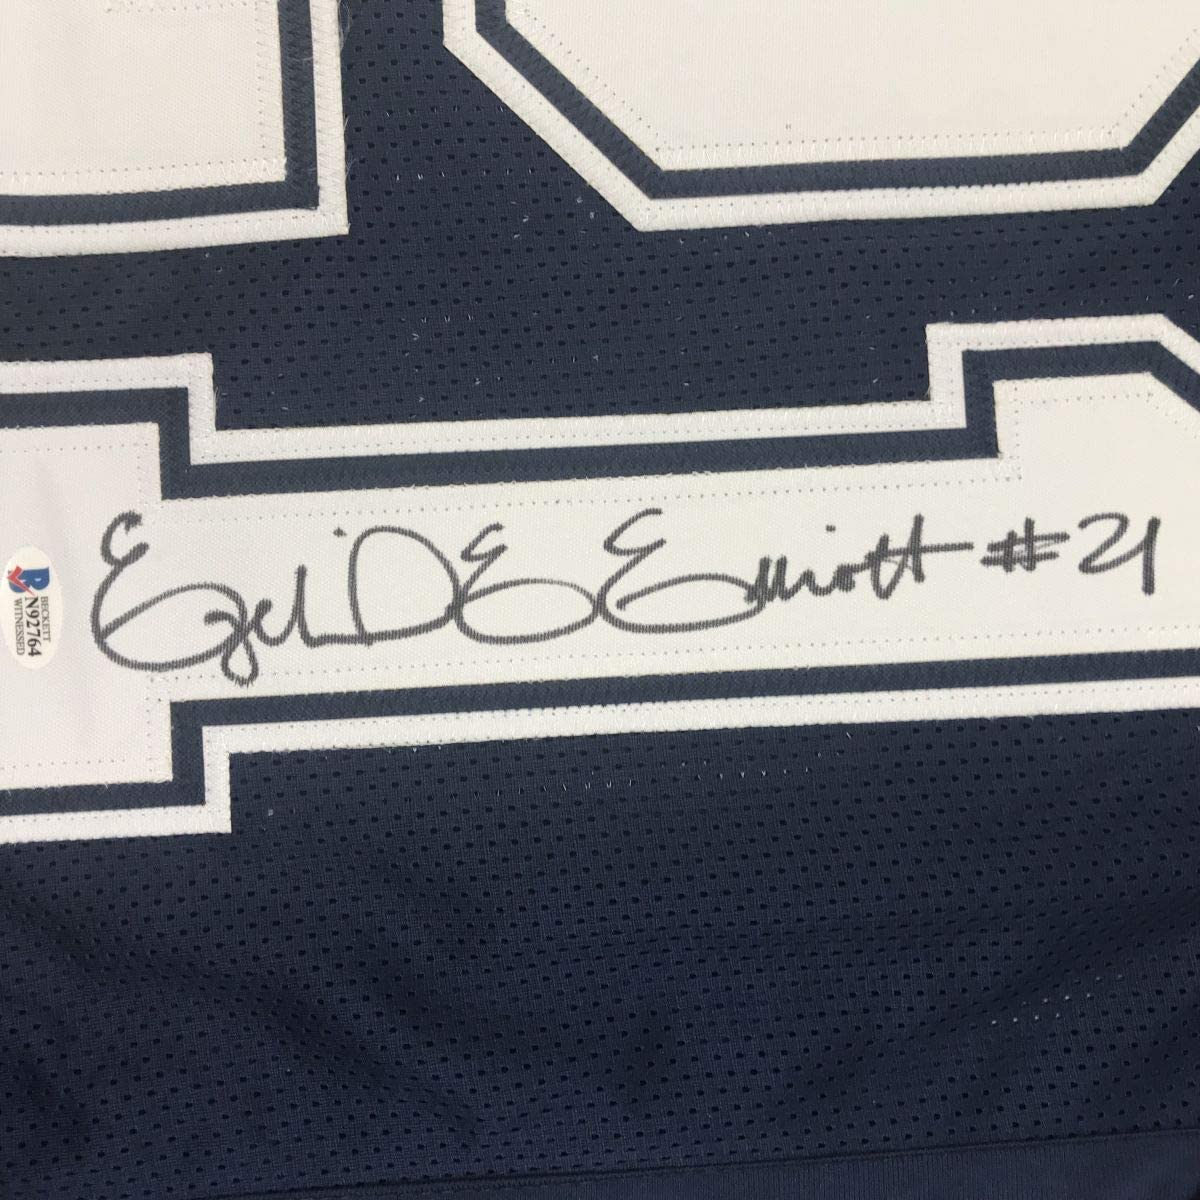 Ezekiel Elliott #21
B
BECKETT
N92764
WITNESSED